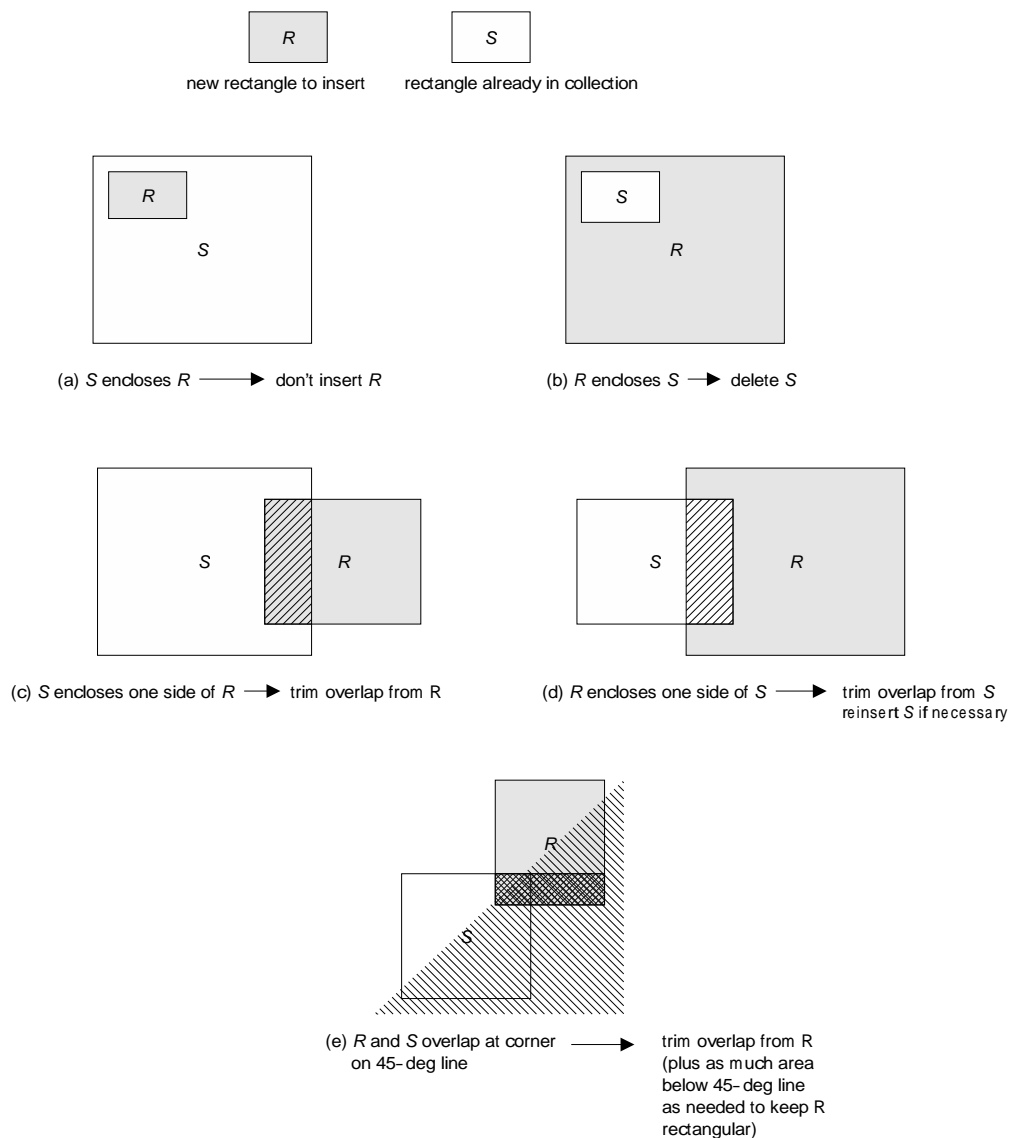 R
S
new rectangle to insert
rectangle already in collection
R
S
S
R
(a) S encloses R → don't insert R
(b) R encloses S → delete S
S
R
S
R
(c) S encloses one side of R → trim overlap from R
(d) R encloses one side of S → trim overlap from S
reinsert S if necessary
R
S
(e) R and S overlap at corner
on 45-deg line → trim overlap from R
(plus as much area
below 45-deg line
as needed to keep R
rectangular)